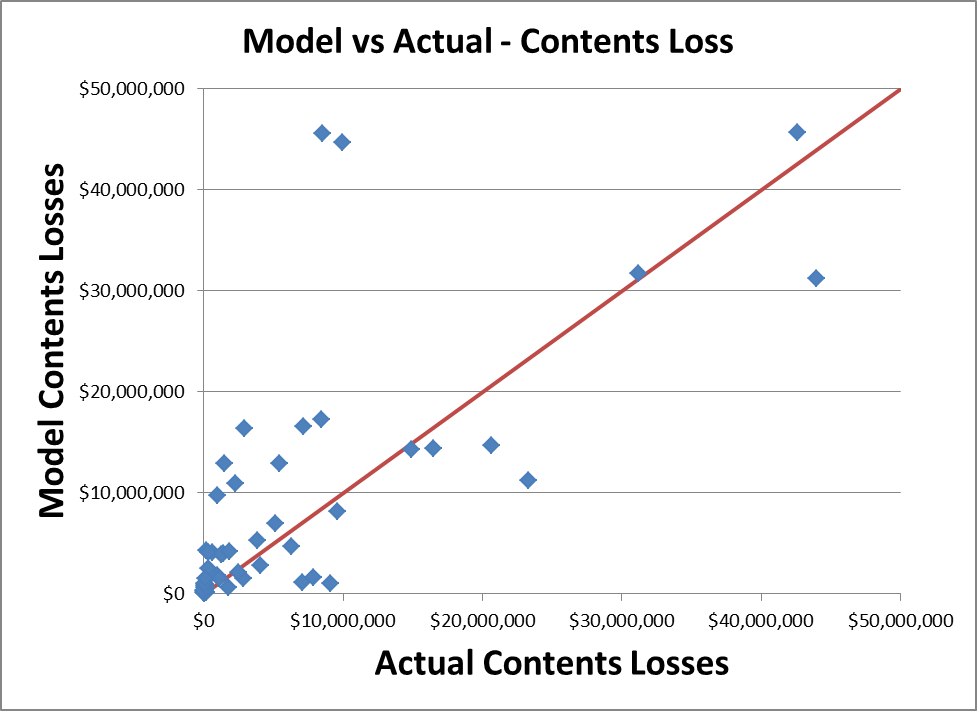 Model vs Actual - Contents Loss
$50,000,000
$40,000,000
$30,000,000
$20,000,000
$10,000,000
$0
Model Contents Losses
$0 $10,000,000 $20,000,000 $30,000,000 $40,000,000 $50,000,000
Actual Contents Losses